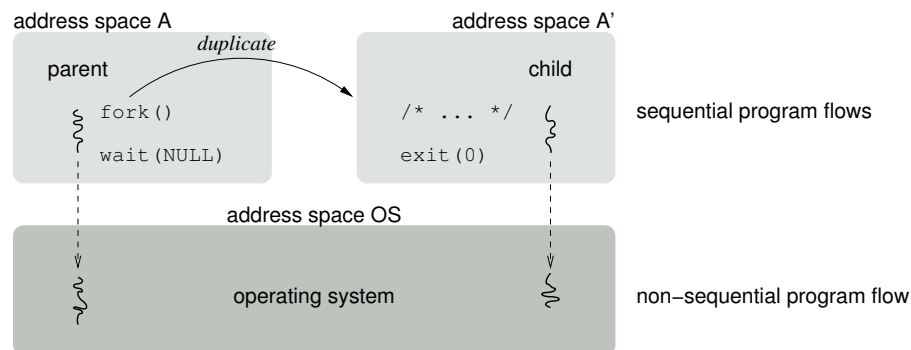 address space A
address space A'
duplicate
parent
child
fork()
/* ... */
sequential program flows
wait(NULL)
exit(0)
address space OS
operating system
non−sequential program flow